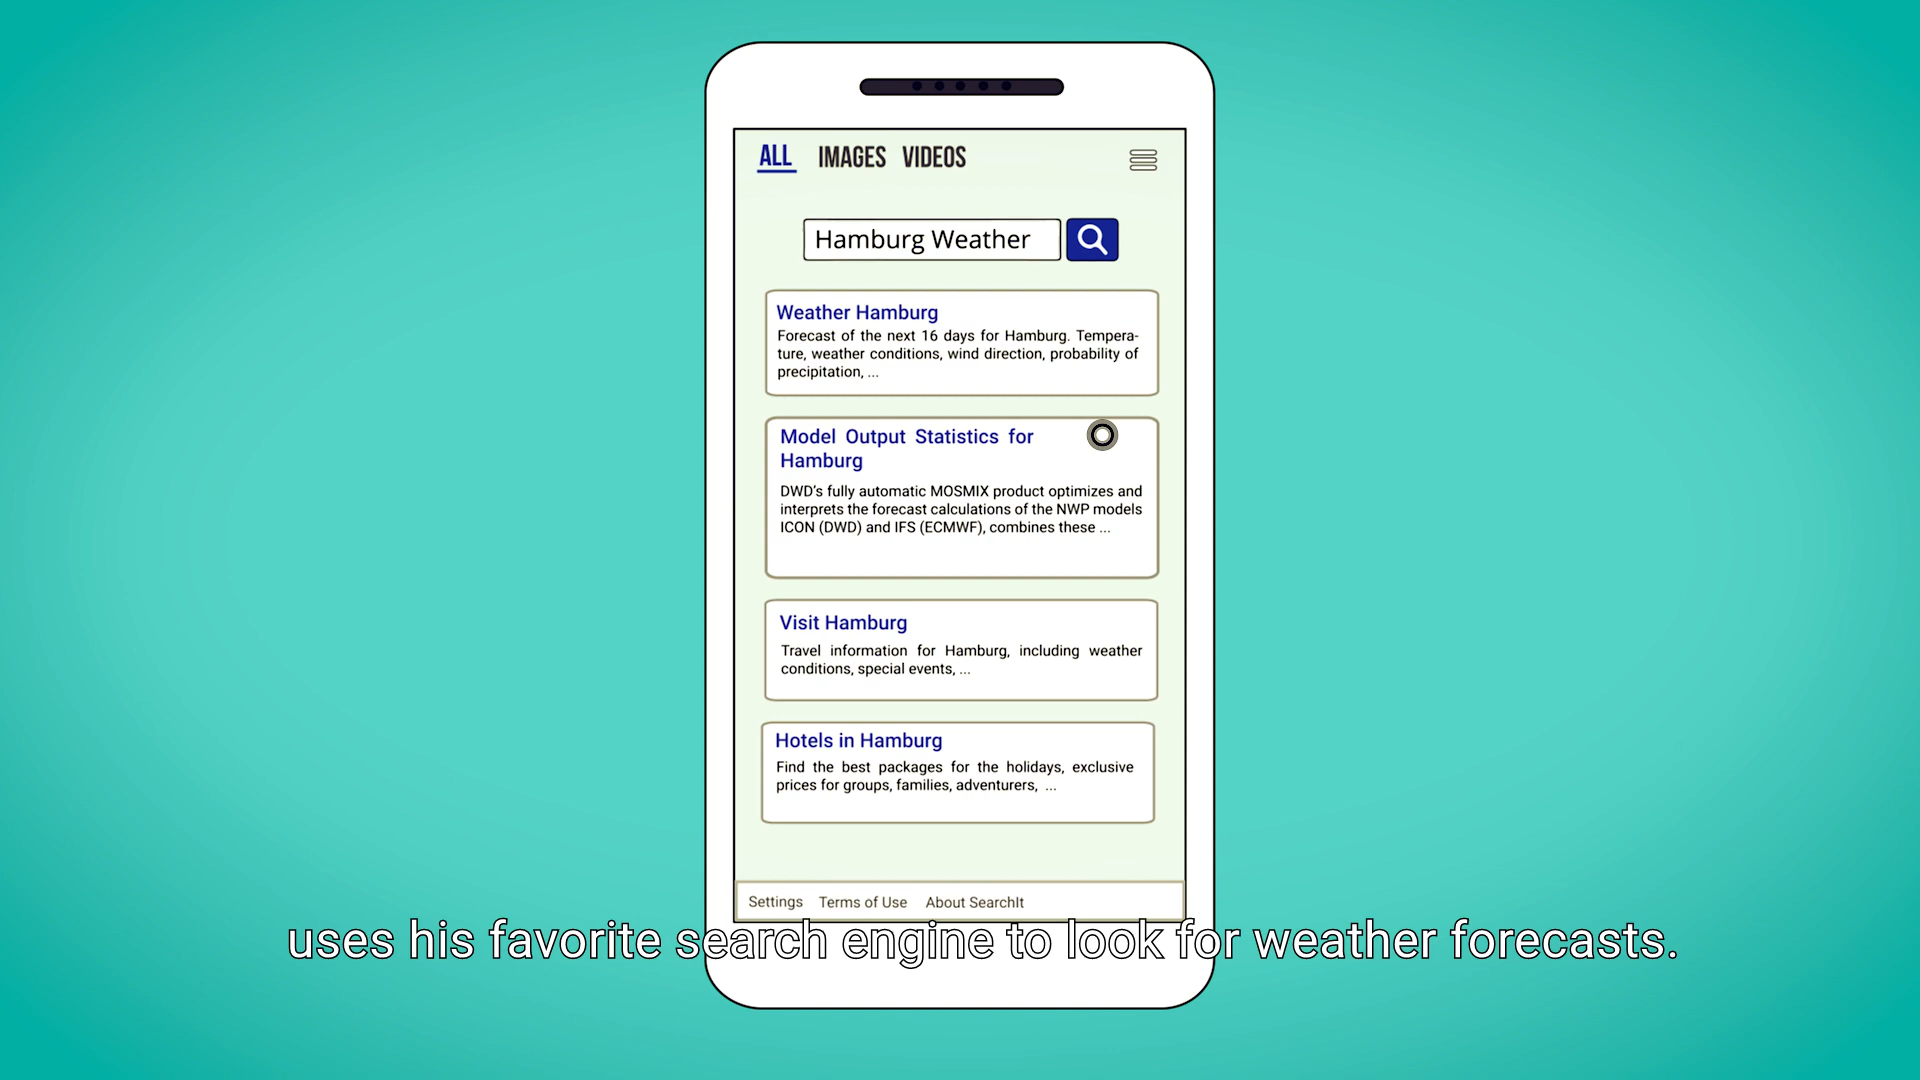 ALL IMAGES VIDEOS
Hamburg Weather
Weather Hamburg
Forecast of the next 16 days for Hamburg. Tempera-
ture, weather conditions, wind direction, probability of
precipitation, ...
Model Output Statistics for
Hamburg
DWD's fully automatic MOSMIX product optimizes and
interprets the forecast calculations of the NWP models
ICON (DWD) and IFS (ECMWF), combines these ...
Visit Hamburg
Travel information for Hamburg, including weather
conditions, special events, ...
Hotels in Hamburg
Find the best packages for the holidays, exclusive
prices for groups, families, adventurers, ...
Settings Terms of Use About SearchIt
uses his favorite search engine to look for weather forecasts.